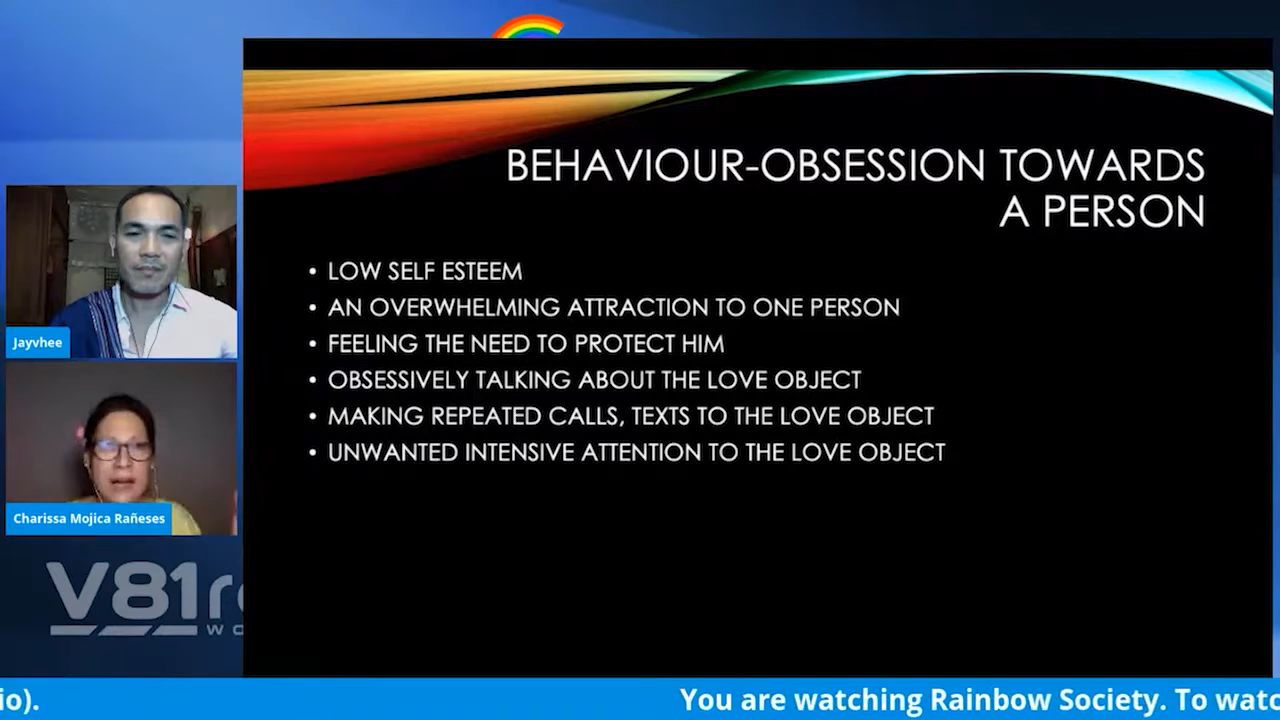 BEHAVIOUR-OBSESSION TOWARDS
A PERSON
• LOW SELF ESTEEM
• AN OVERWHELMING ATTRACTION TO ONE PERSON
• FEELING THE NEED TO PROTECT HIM
• OBSESSIVELY TALKING ABOUT THE LOVE OBJECT
• MAKING REPEATED CALLS, TEXTS TO THE LOVE OBJECT
• UNWANTED INTENSIVE ATTENTION TO THE LOVE OBJECT
Jayvhee
Charissa Mojica Rañeses
V81
io).
You are watching Rainbow Society. To watc